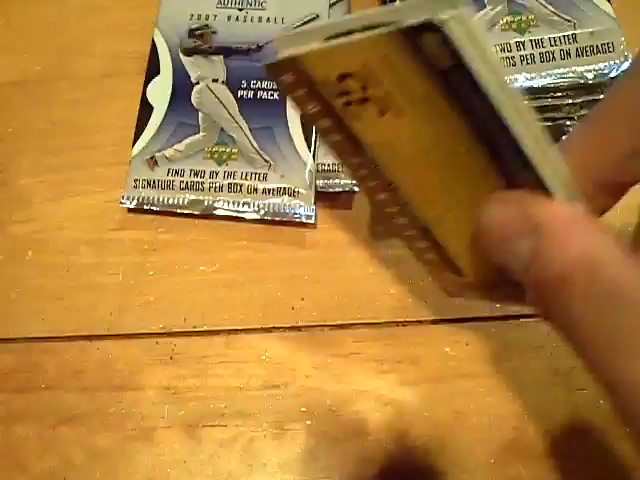 AUTHENTIC
2007 BASEBALL
5 CARDS
PER PACK
UPPER
FIND TWO BY THE LETTER
SIGNATURE CARDS PER BOX ON AVERAGE!
TWO BY THE LETTER
CARDS PER BOX ON AVERAGE!